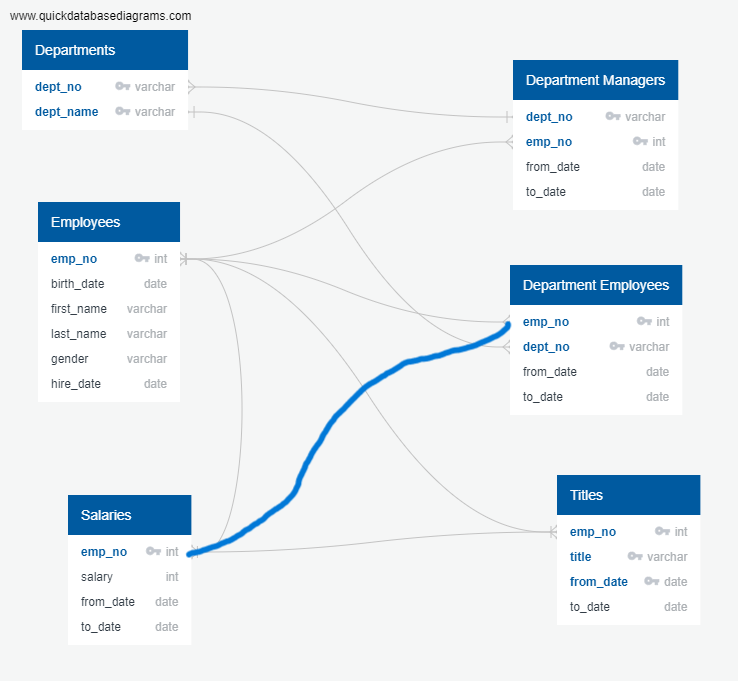 www.quickdatabasediagrams.com
Departments
dept_no varchar
dept_name varchar
Department Managers
dept_no varchar
emp_no int
from_date date
to_date date
Employees
emp_no int
birth_date date
first_name varchar
last_name varchar
gender varchar
hire_date date
Department Employees
emp_no int
dept_no varchar
from_date date
to_date date
Salaries
emp_no int
salary int
from_date date
to_date date
Titles
emp_no int
title varchar
from_date date
to_date date